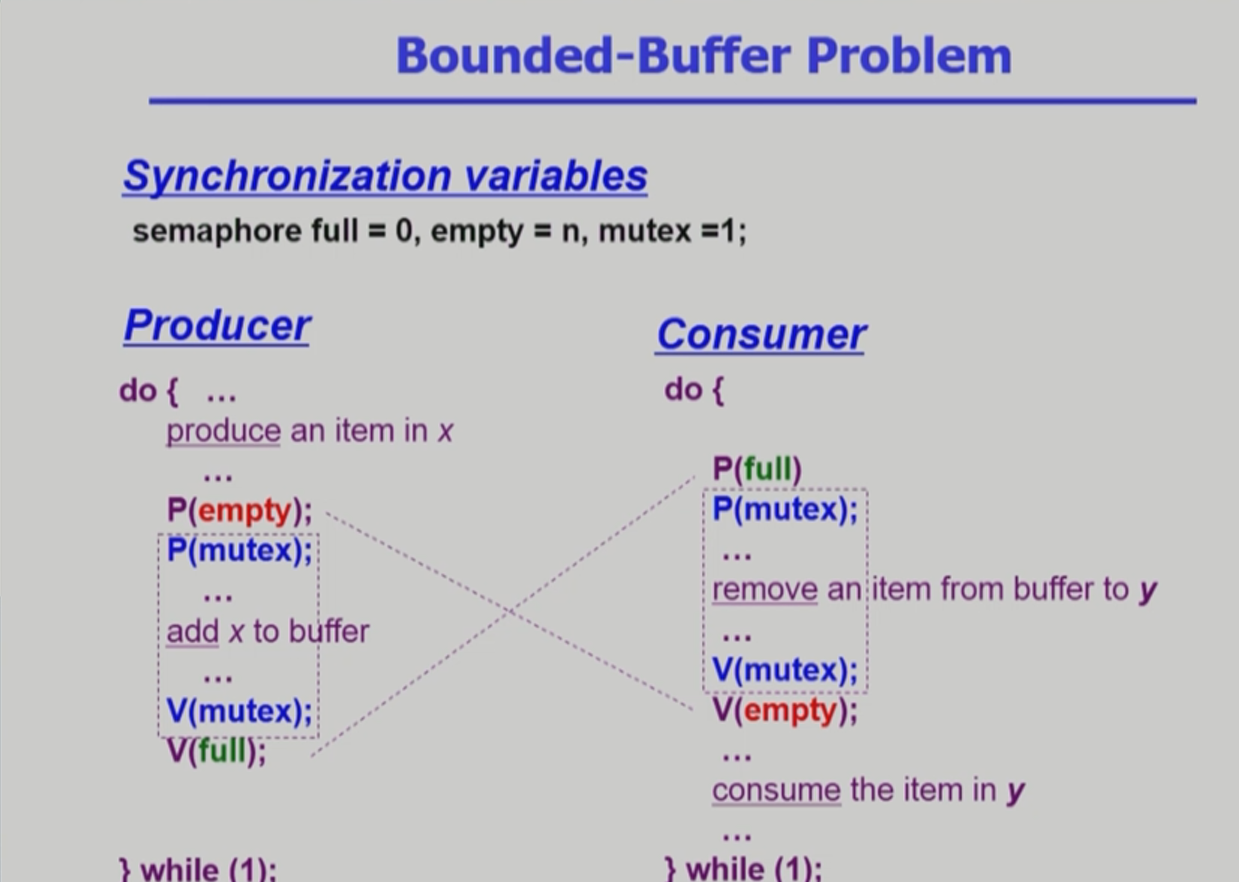 Bounded-Buffer Problem
Synchronization variables
semaphore full = 0, empty = n, mutex =1;
Producer
do { ...
produce an item in x
...
P(empty);
P(mutex);
...
add x to buffer
...
V(mutex);
V(full);
} while (1);
Consumer
do {
P(full)
P(mutex);
...
remove an item from buffer to y
...
V(mutex);
V(empty);
...
consume the item in y
...
} while (1);